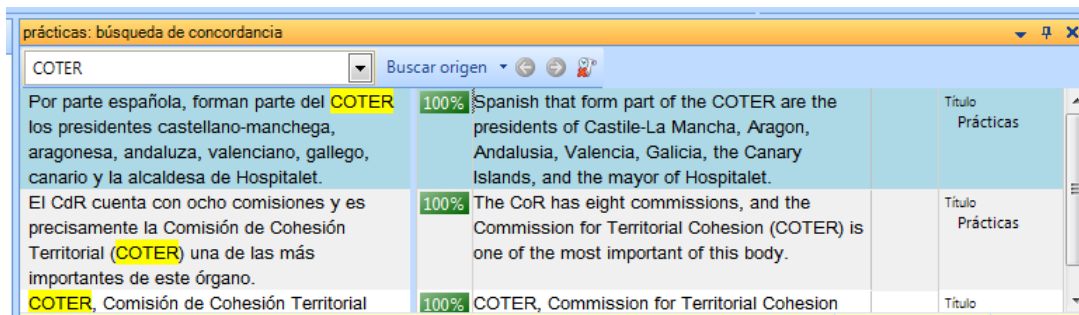 prácticas: búsqueda de concordancia
COTER
Buscar origen
Por parte española, forman parte del COTER
los presidentes castellano-manchega,
aragonesa, andaluza, valenciano, gallego,
canario y la alcaldesa de Hospitalet.
100%
Spanish that form part of the COTER are the
presidents of Castile-La Mancha, Aragon,
Andalusia, Valencia, Galicia, the Canary
Islands, and the mayor of Hospitalet.
Título
Prácticas
El CdR cuenta con ocho comisiones y es
precisamente la Comisión de Cohesión
Territorial (COTER) una de las más
importantes de este órgano.
100%
The CoR has eight commissions, and the
Commission for Territorial Cohesion (COTER) is
one of the most important of this body.
Título
Prácticas
COTER, Comisión de Cohesión Territorial
100%
COTER, Commission for Territorial Cohesion
Título